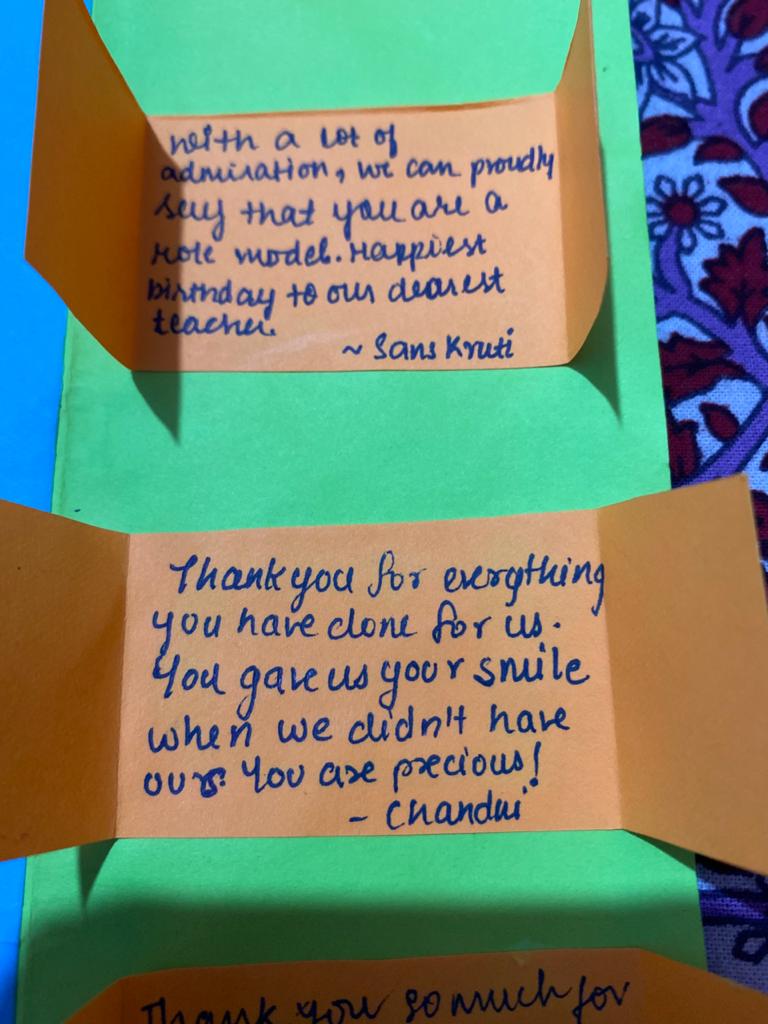 with a lot of
admiration, we can proudly
say that you are a
role model. Happiest
birthday to our dearest
teacher.
~ Sanskruti
Thank you for everything
you have done for us.
You gave us your smile
when we didn't have
ours. You are precious!
- Chandni
Thank you so much for